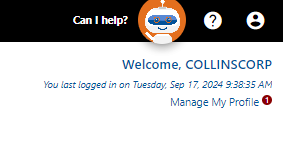 Can I help?
Welcome, COLLINSCORP
You last logged in on Tuesday, Sep 17, 2024 9:38:35 AM
Manage My Profile 1